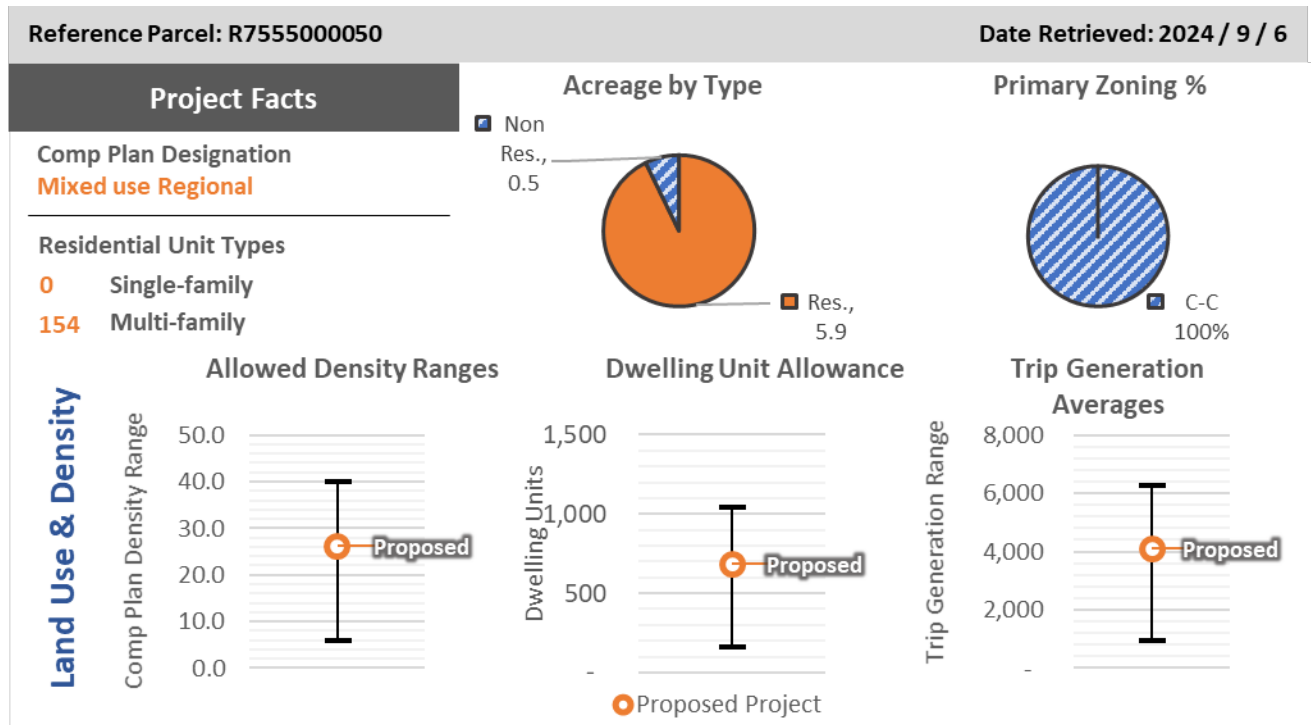 Reference Parcel: R7555000050
Date Retrieved: 2024 / 9 / 6
Project Facts
Comp Plan Designation
Mixed use Regional
Residential Unit Types
0 Single-family
154 Multi-family
Acreage by Type
Non
Res.,
0.5
Res.,
5.9
Primary Zoning %
C-C
100%
Land Use & Density
Allowed Density Ranges
Comp Plan Density Range
50.0
40.0
30.0
20.0
10.0
0.0
Proposed
Dwelling Unit Allowance
Dwelling Units
1,500
1,000
500
-
Proposed
Trip Generation
Averages
Trip Generation Range
8,000
6,000
4,000
2,000
-
Proposed
Proposed Project